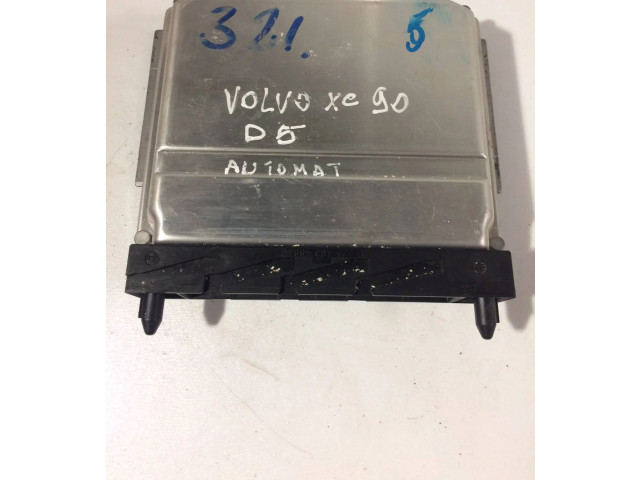 321. 5
VOLVO XC 90
D5
AUTOMAT